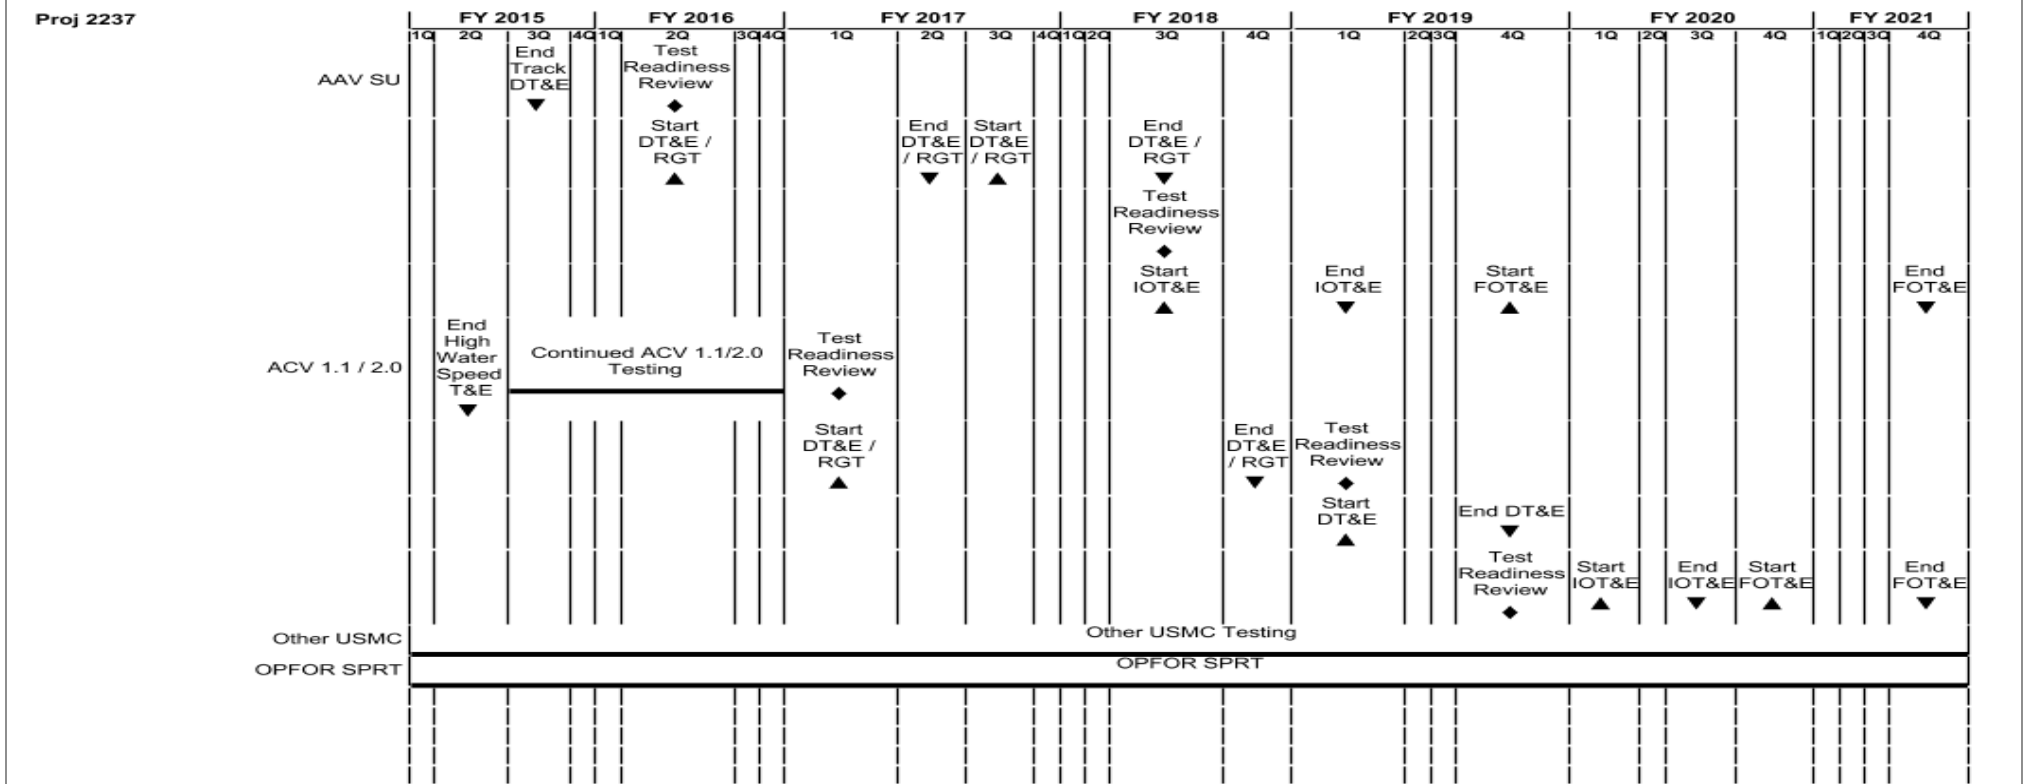 Proj 2237
FY 2015 FY 2016 FY 2017 FY 2018 FY 2019 FY 2020 FY 2021
1Q 2Q 3Q 4Q 1Q 2Q 3Q 4Q 1Q 2Q 3Q 4Q 1Q 2Q 3Q 4Q 1Q 2Q 3Q 4Q 1Q 2Q 3Q 4Q 1Q 2Q 3Q 4Q
AAV SU
End
Track
DT&E
Test
Readiness
Review
Start
DT&E /
RGT
End
DT&E
/ RGT
Start
DT&E
/ RGT
End
DT&E /
RGT
Test
Readiness
Review
Start
IOT&E
End
IOT&E
Start
FOT&E
End
FOT&E
ACV 1.1 / 2.0
End
High
Water
Speed
T&E
Continued ACV 1.1/2.0
Testing
Test
Readiness
Review
Start
DT&E /
RGT
End
DT&E
/ RGT
Test
Readiness
Review
Start
DT&E
End DT&E
Test
Readiness
Review
Start
IOT&E
End
IOT&E
Start
FOT&E
End
FOT&E
Other USMC
Other USMC Testing
OPFOR SPRT
OPFOR SPRT